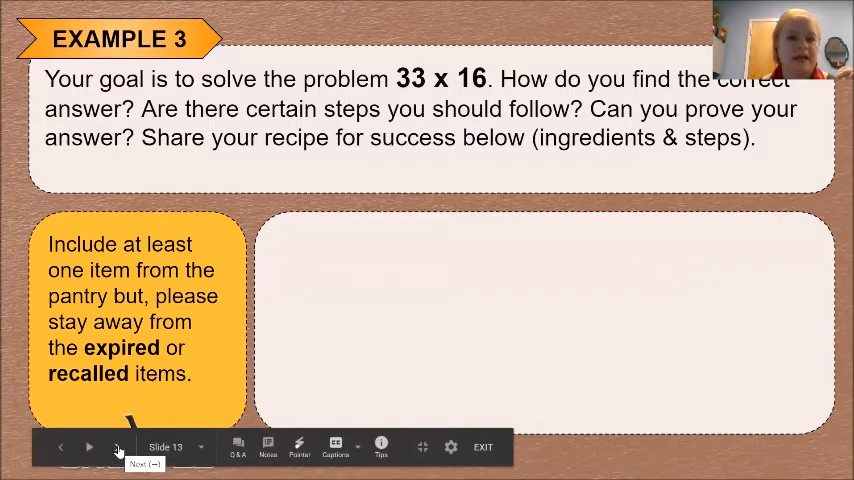 EXAMPLE 3
Your goal is to solve the problem 33 x 16. How do you find the correct
answer? Are there certain steps you should follow? Can you prove your
answer? Share your recipe for success below (ingredients & steps).
Include at least
one item from the
pantry but, please
stay away from
the expired or
recalled items.
Slide 13
Q & A
Notes
Pointer
Captions
Tips
EXIT
Next (→)